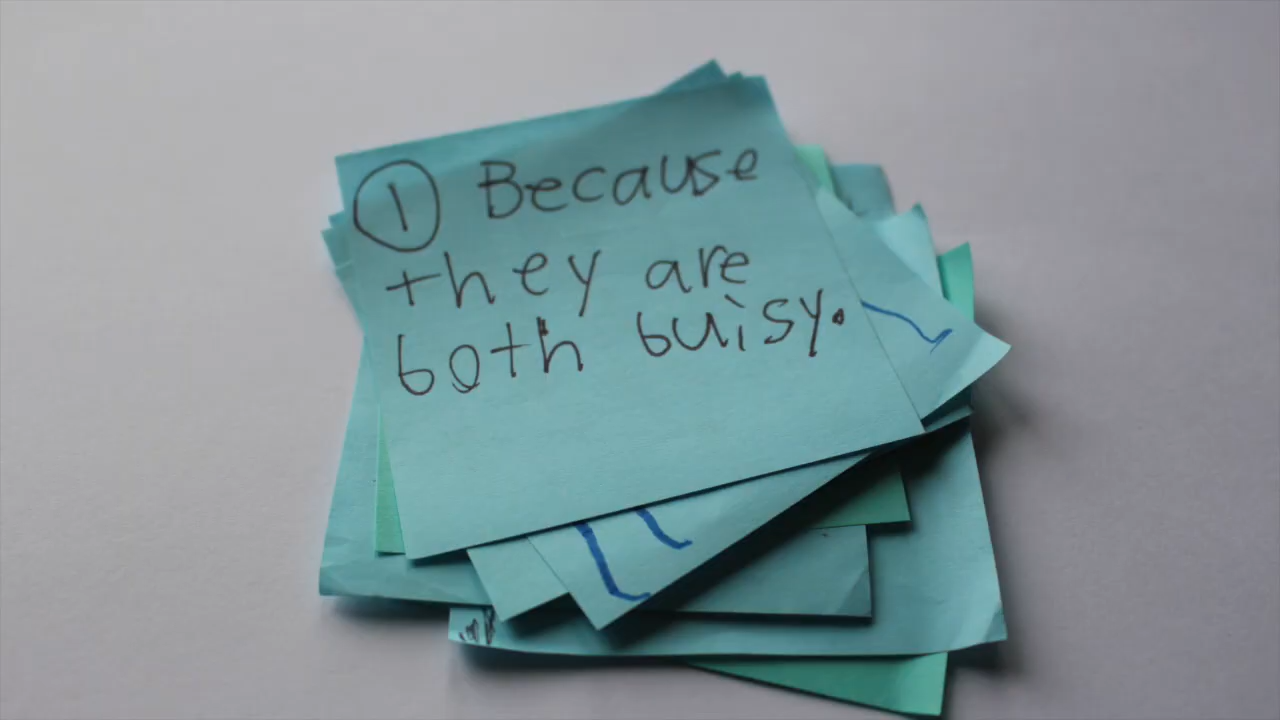 ① Because
they are
both buisy.